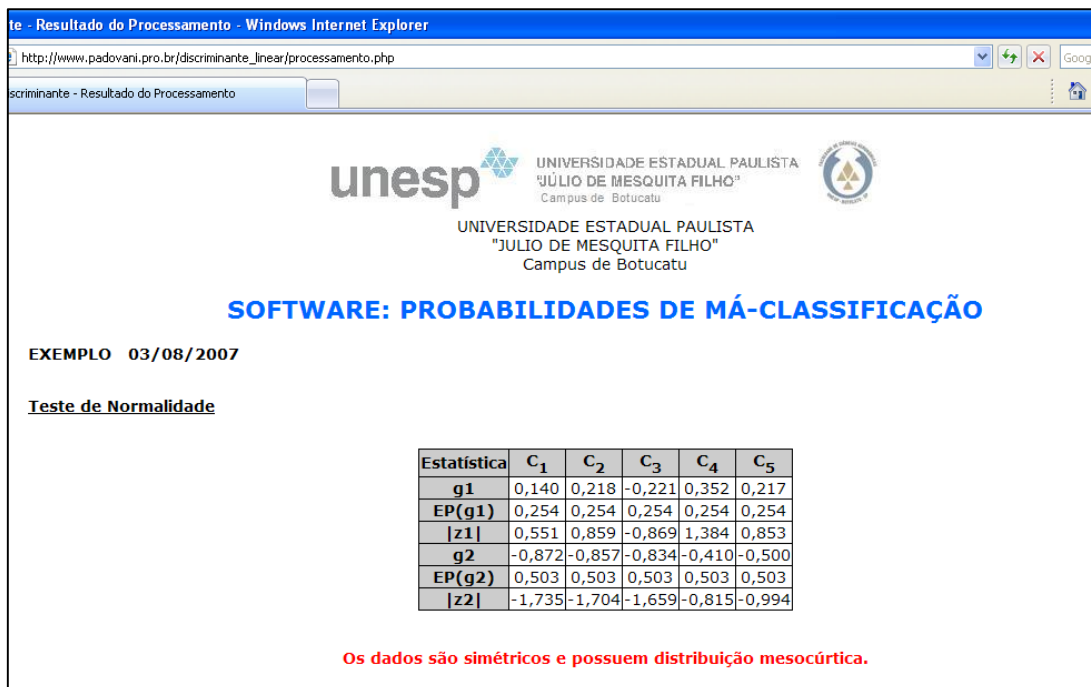 te - Resultado do Processamento - Windows Internet Explorer
http://www.padovani.pro.br/discriminante_linear/processamento.php
Goog
scriminante - Resultado do Processamento
unesp
UNIVERSIDADE ESTADUAL PAULISTA
"JÚLIO DE MESQUITA FILHO"
Campus de Botucatu
UNIVERSIDADE ESTADUAL PAULISTA
"JULIO DE MESQUITA FILHO"
Campus de Botucatu
SOFTWARE: PROBABILIDADES DE MÁ-CLASSIFICAÇÃO
EXEMPLO 03/08/2007
Teste de Normalidade
Estatística C1 C2 C3 C4 C5
g1 0,140 0,218 -0,221 0,352 0,217
EP(g1) 0,254 0,254 0,254 0,254 0,254
|z1| 0,551 0,859 -0,869 1,384 0,853
g2 -0,872 -0,857 -0,834 -0,410 -0,500
EP(g2) 0,503 0,503 0,503 0,503 0,503
|z2| -1,735 -1,704 -1,659 -0,815 -0,994
Os dados são simétricos e possuem distribuição mesocúrtica.